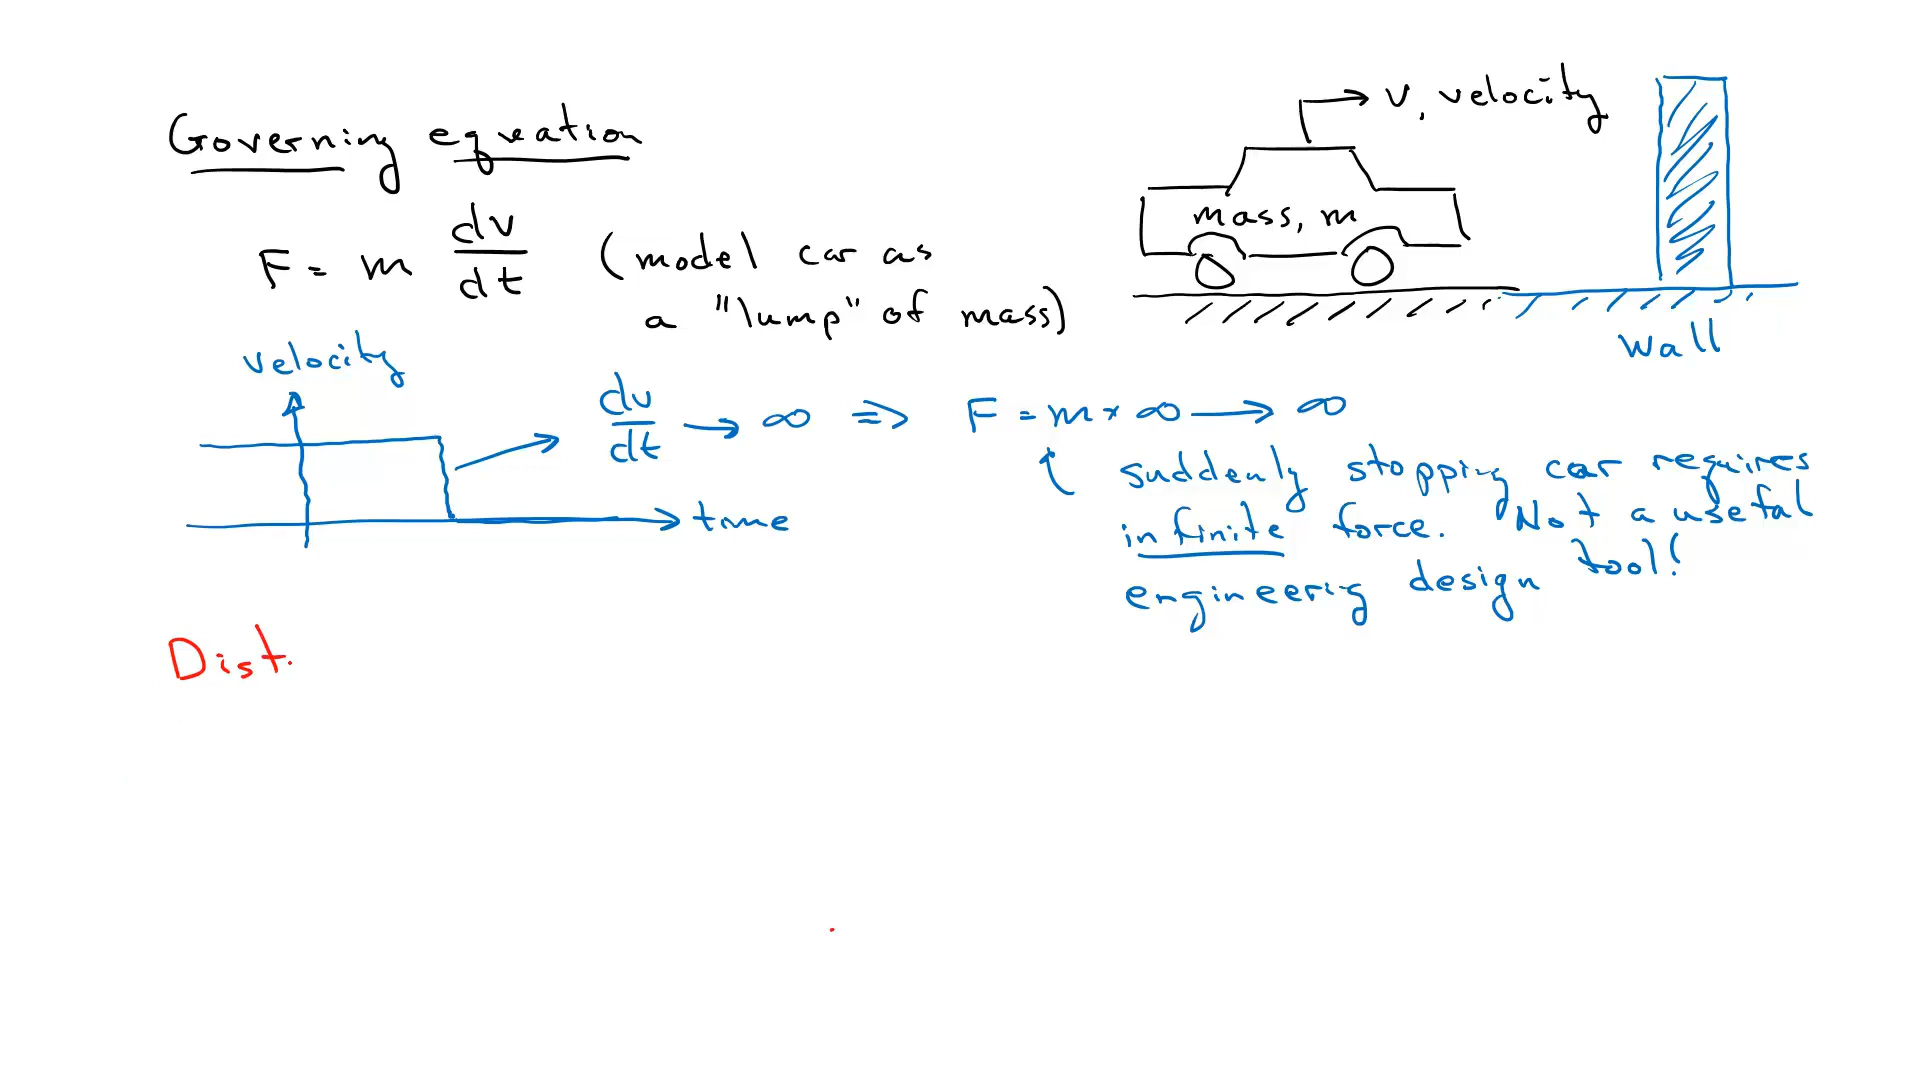 Governing equation
F = m dv/dt (model car as
a "lump" of mass)
v, velocity
mass, m
wall
velocity
time
dv/dt → ∞ ⇒ F = m × ∞ → ∞
suddenly stopping car requires
infinite force. Not a useful
engineering design tool!
Dist.